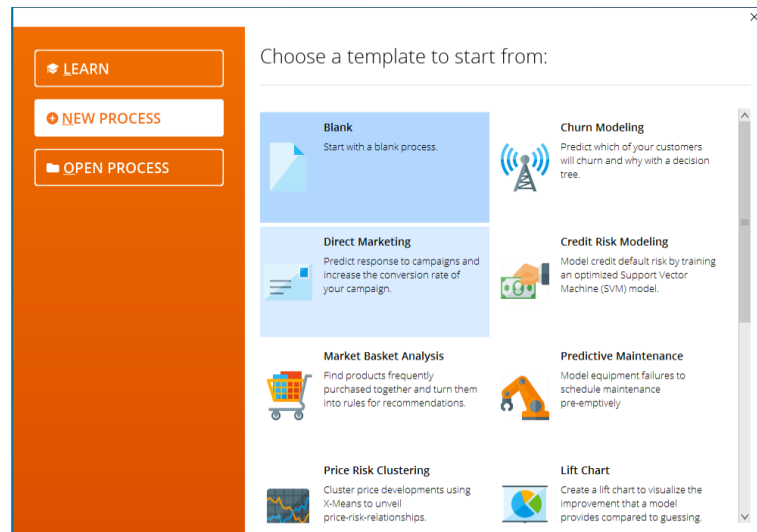 LEARN
NEW PROCESS
OPEN PROCESS
Choose a template to start from:
Blank
Start with a blank process.
Churn Modeling
Predict which of your customers
will churn and why with a decision
tree.
Direct Marketing
Predict response to campaigns and
increase the conversion rate of
your campaign.
Credit Risk Modeling
Model credit default risk by training
an optimized Support Vector
Machine (SVM) model.
Market Basket Analysis
Find products frequently
purchased together and turn them
into rules for recommendations.
Predictive Maintenance
Model equipment failures to
schedule maintenance
pre-emptively
Price Risk Clustering
Cluster price developments using
X-Means to unveil
price-risk-relationships.
Lift Chart
Create a lift chart to visualize the
improvement that a model
provides compared to guessing.